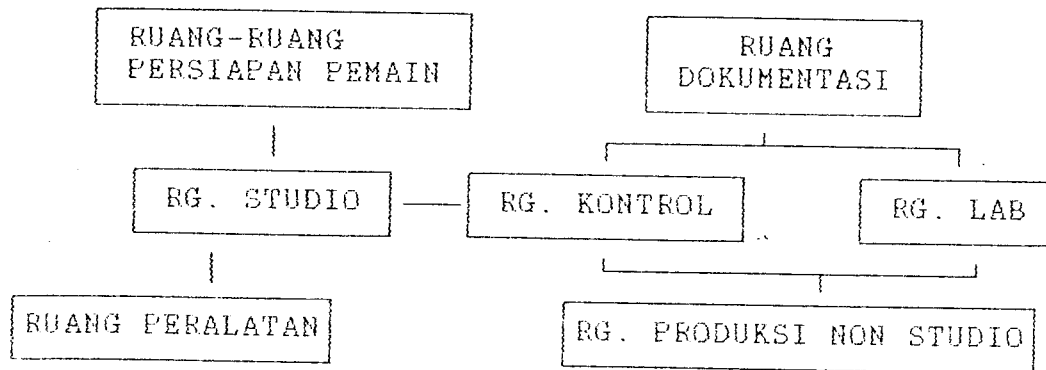 RUANG-RUANG
PERSIAPAN PEMAIN
RUANG
DOKUMENTASI
RG. STUDIO
RG. KONTROL
RG. LAB
RUANG PERALATAN
RG. PRODUKSI NON STUDIO